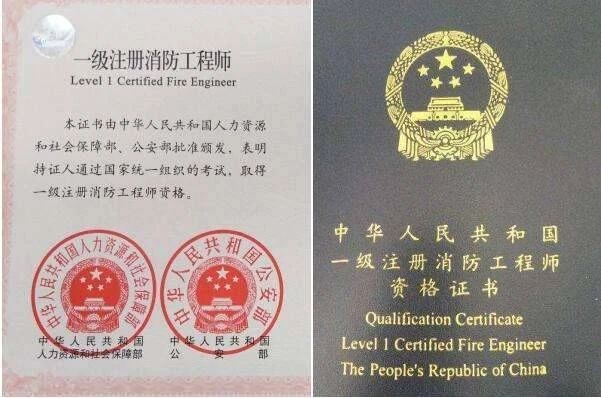 一级注册消防工程师
Level 1 Certified Fire Engineer
本证书由中华人民共和国人力资源
和社会保障部、公安部批准颁发，表明
持证人通过国家统一组织的考试，取得
一级注册消防工程师资格。
中华人民共和国人力资源和社会保障部
中华人民共和国公安部
中华人民共和国
人力资源和社会保障部
中华人民共和国
公安部
中华人民共和国
一级注册消防工程师
资格证书
Qualification Certificate
Level 1 Certified Fire Engineer
The People's Republic of China